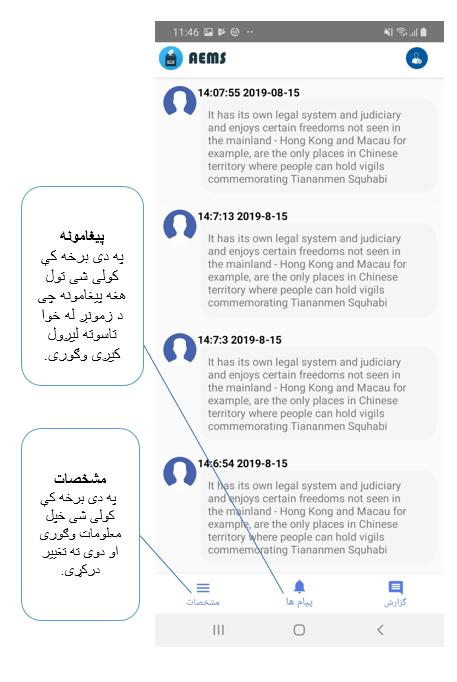 11:46
AEMS
14:07:55 2019-08-15
It has its own legal system and judiciary
and enjoys certain freedoms not seen in
the mainland - Hong Kong and Macau for
example, are the only places in Chinese
territory where people can hold vigils
commemorating Tiananmen Squhabi
14:7:13 2019-8-15
It has its own legal system and judiciary
and enjoys certain freedoms not seen in
the mainland - Hong Kong and Macau for
example, are the only places in Chinese
territory where people can hold vigils
commemorating Tiananmen Squhabi
14:7:3 2019-8-15
It has its own legal system and judiciary
and enjoys certain freedoms not seen in
the mainland - Hong Kong and Macau for
example, are the only places in Chinese
territory where people can hold vigils
commemorating Tiananmen Squhabi
14:6:54 2019-8-15
It has its own legal system and judiciary
and enjoys certain freedoms not seen in
the mainland - Hong Kong and Macau for
example, are the only places in Chinese
territory where people can hold vigils
commemorating Tiananmen Squhabi
گزارش
پیام ها
مشخصات
پیغامونه
په دی برخه کې
کولی شی تول
هغه پیغامونه چی
د زمونږ له خوا
تاسوته لیږول
کیږی وګوری.
مشخصات
په دی برخه کې
کولی شی خپل
معلومات وګوری
او دوی ته تغییر
درکړی.